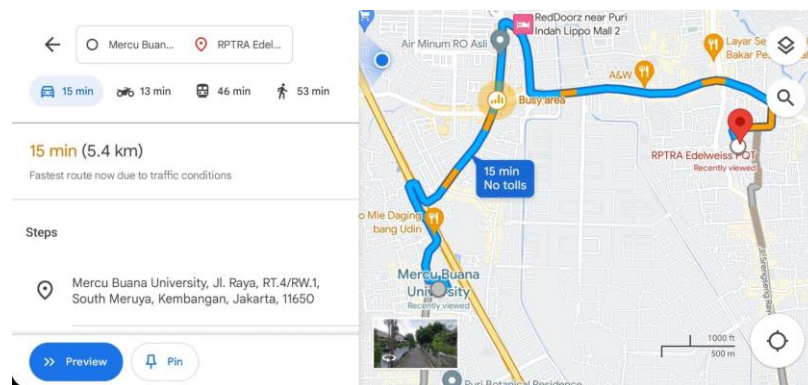 Mercu Buan...
RPTRA Edel...
15 min
13 min
46 min
53 min
15 min (5.4 km)
Fastest route now due to traffic conditions
Steps
Mercu Buana University, Jl. Raya, RT.4/RW.1,
South Meruya, Kembangan, Jakarta, 11650
Preview
Pin
RedDoorz near Puri
Indah Lippo Mall 2
Air Minum RO Asli
Layar Se
Bakar Pe
A&W
Busy area
RPTRA Edelweiss PQT
Recently viewed
15 min
No tolls
o Mie Daging
bang Udin
Mercu Buana
University
Recently viewed
1000 ft
500 m
Puri Botanical Residence